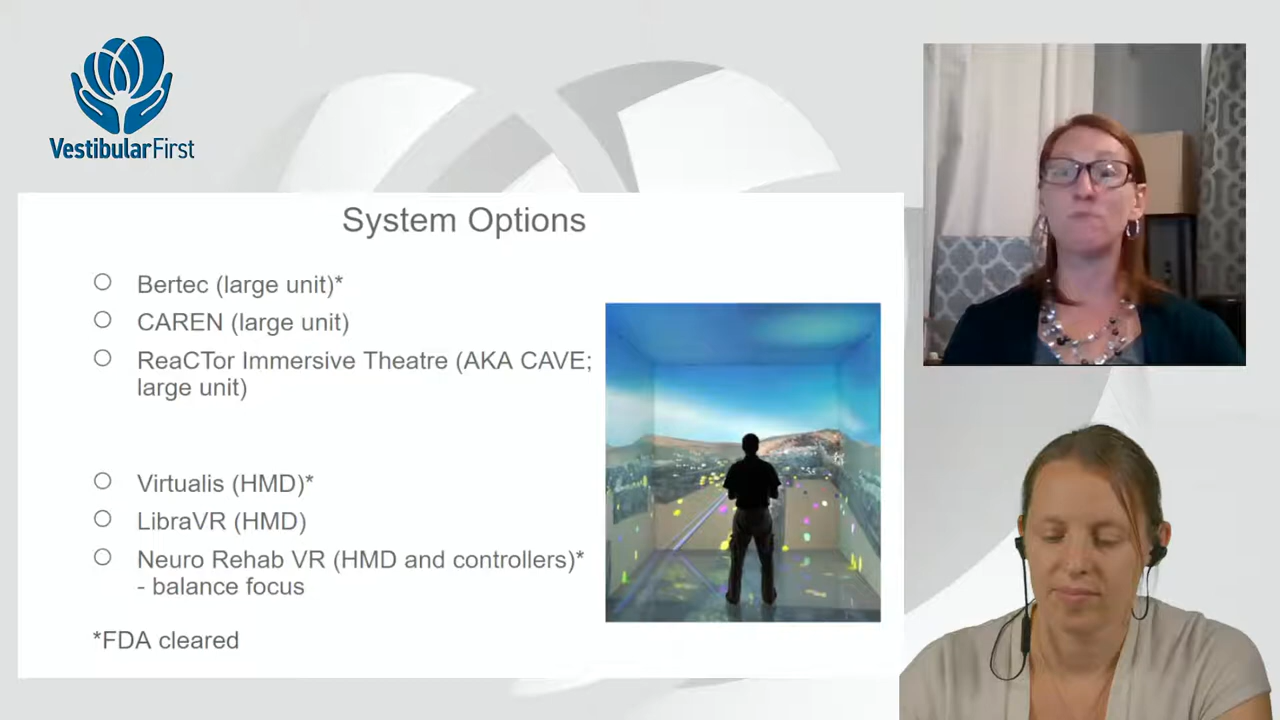 VestibularFirst
System Options
Bertec (large unit)*
CAREN (large unit)
ReaCTor Immersive Theatre (AKA CAVE;
large unit)
Virtualis (HMD)*
LibraVR (HMD)
Neuro Rehab VR (HMD and controllers)*
- balance focus
*FDA cleared